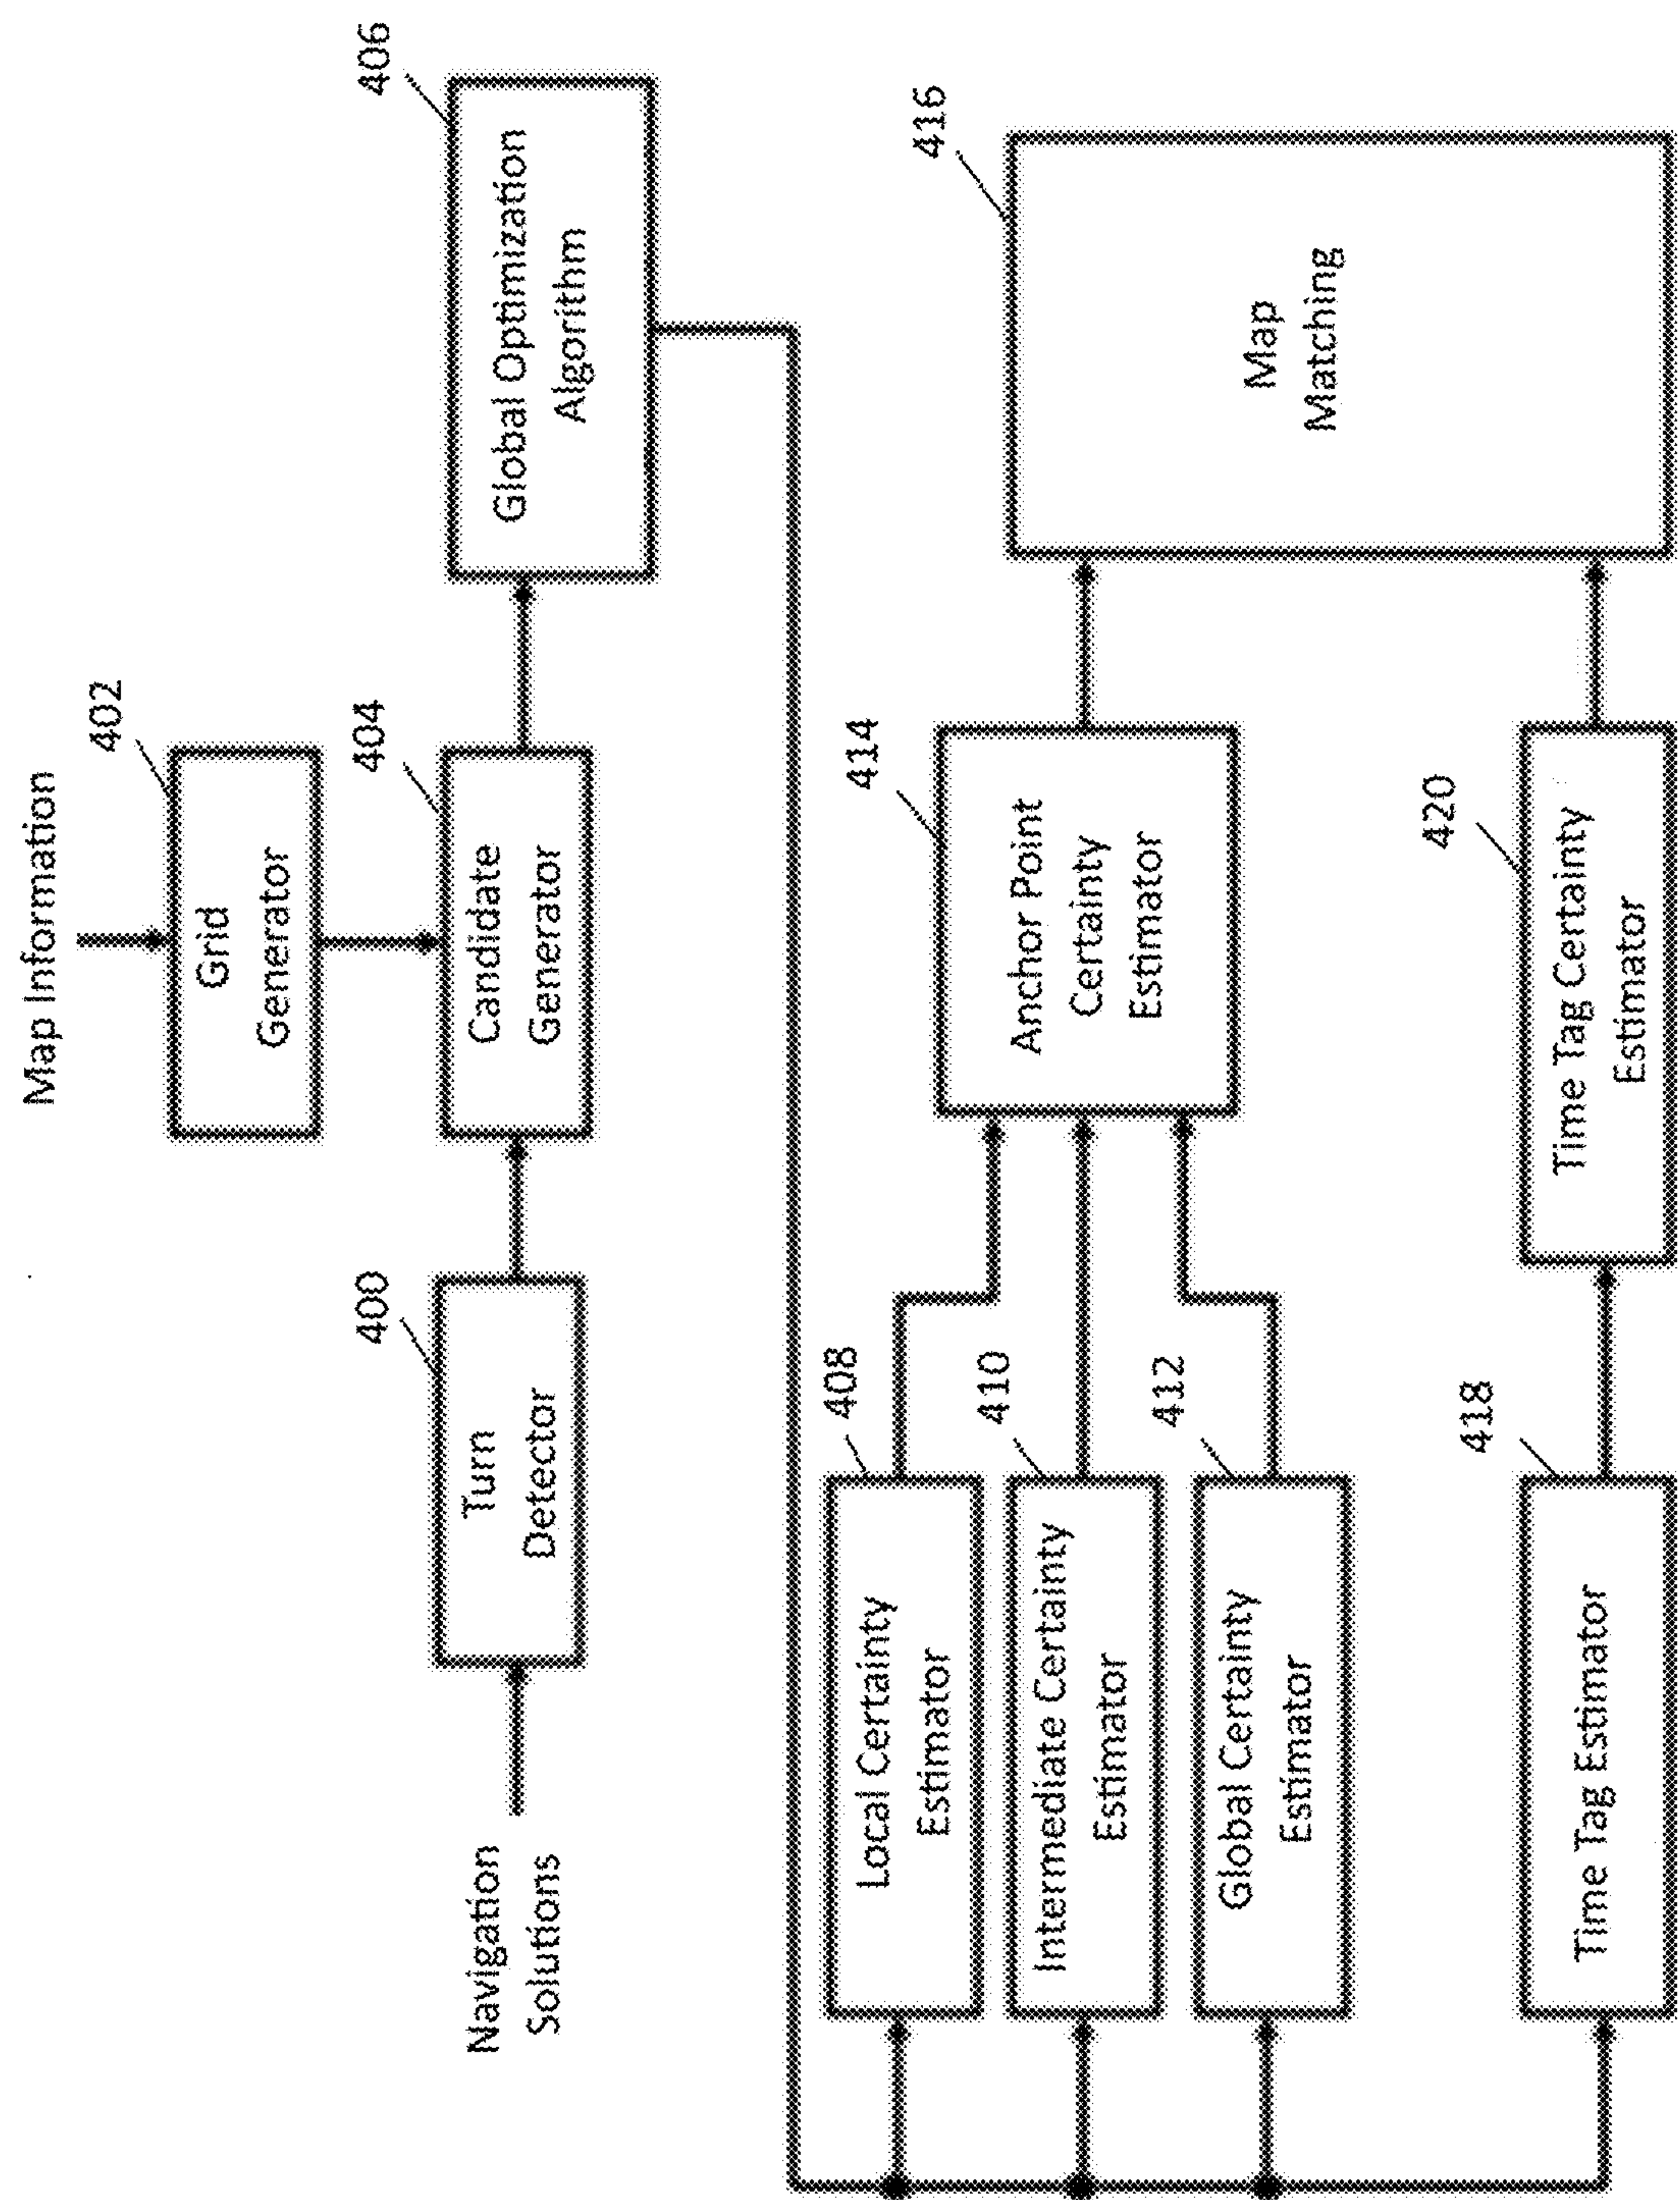 Map Information
402
Grid
Generator
Navigation
Solutions
400
Turn
Detector
404
Candidate
Generator
406
Global Optimization
Algorithm
408
Local Certainty
Estimator
410
Intermediate Certainty
Estimator
412
Global Certainty
Estimator
414
Anchor Point
Certainty
Estimator
416
Map
Matching
418
Time Tag Estimator
420
Time Tag Certainty
Estimator